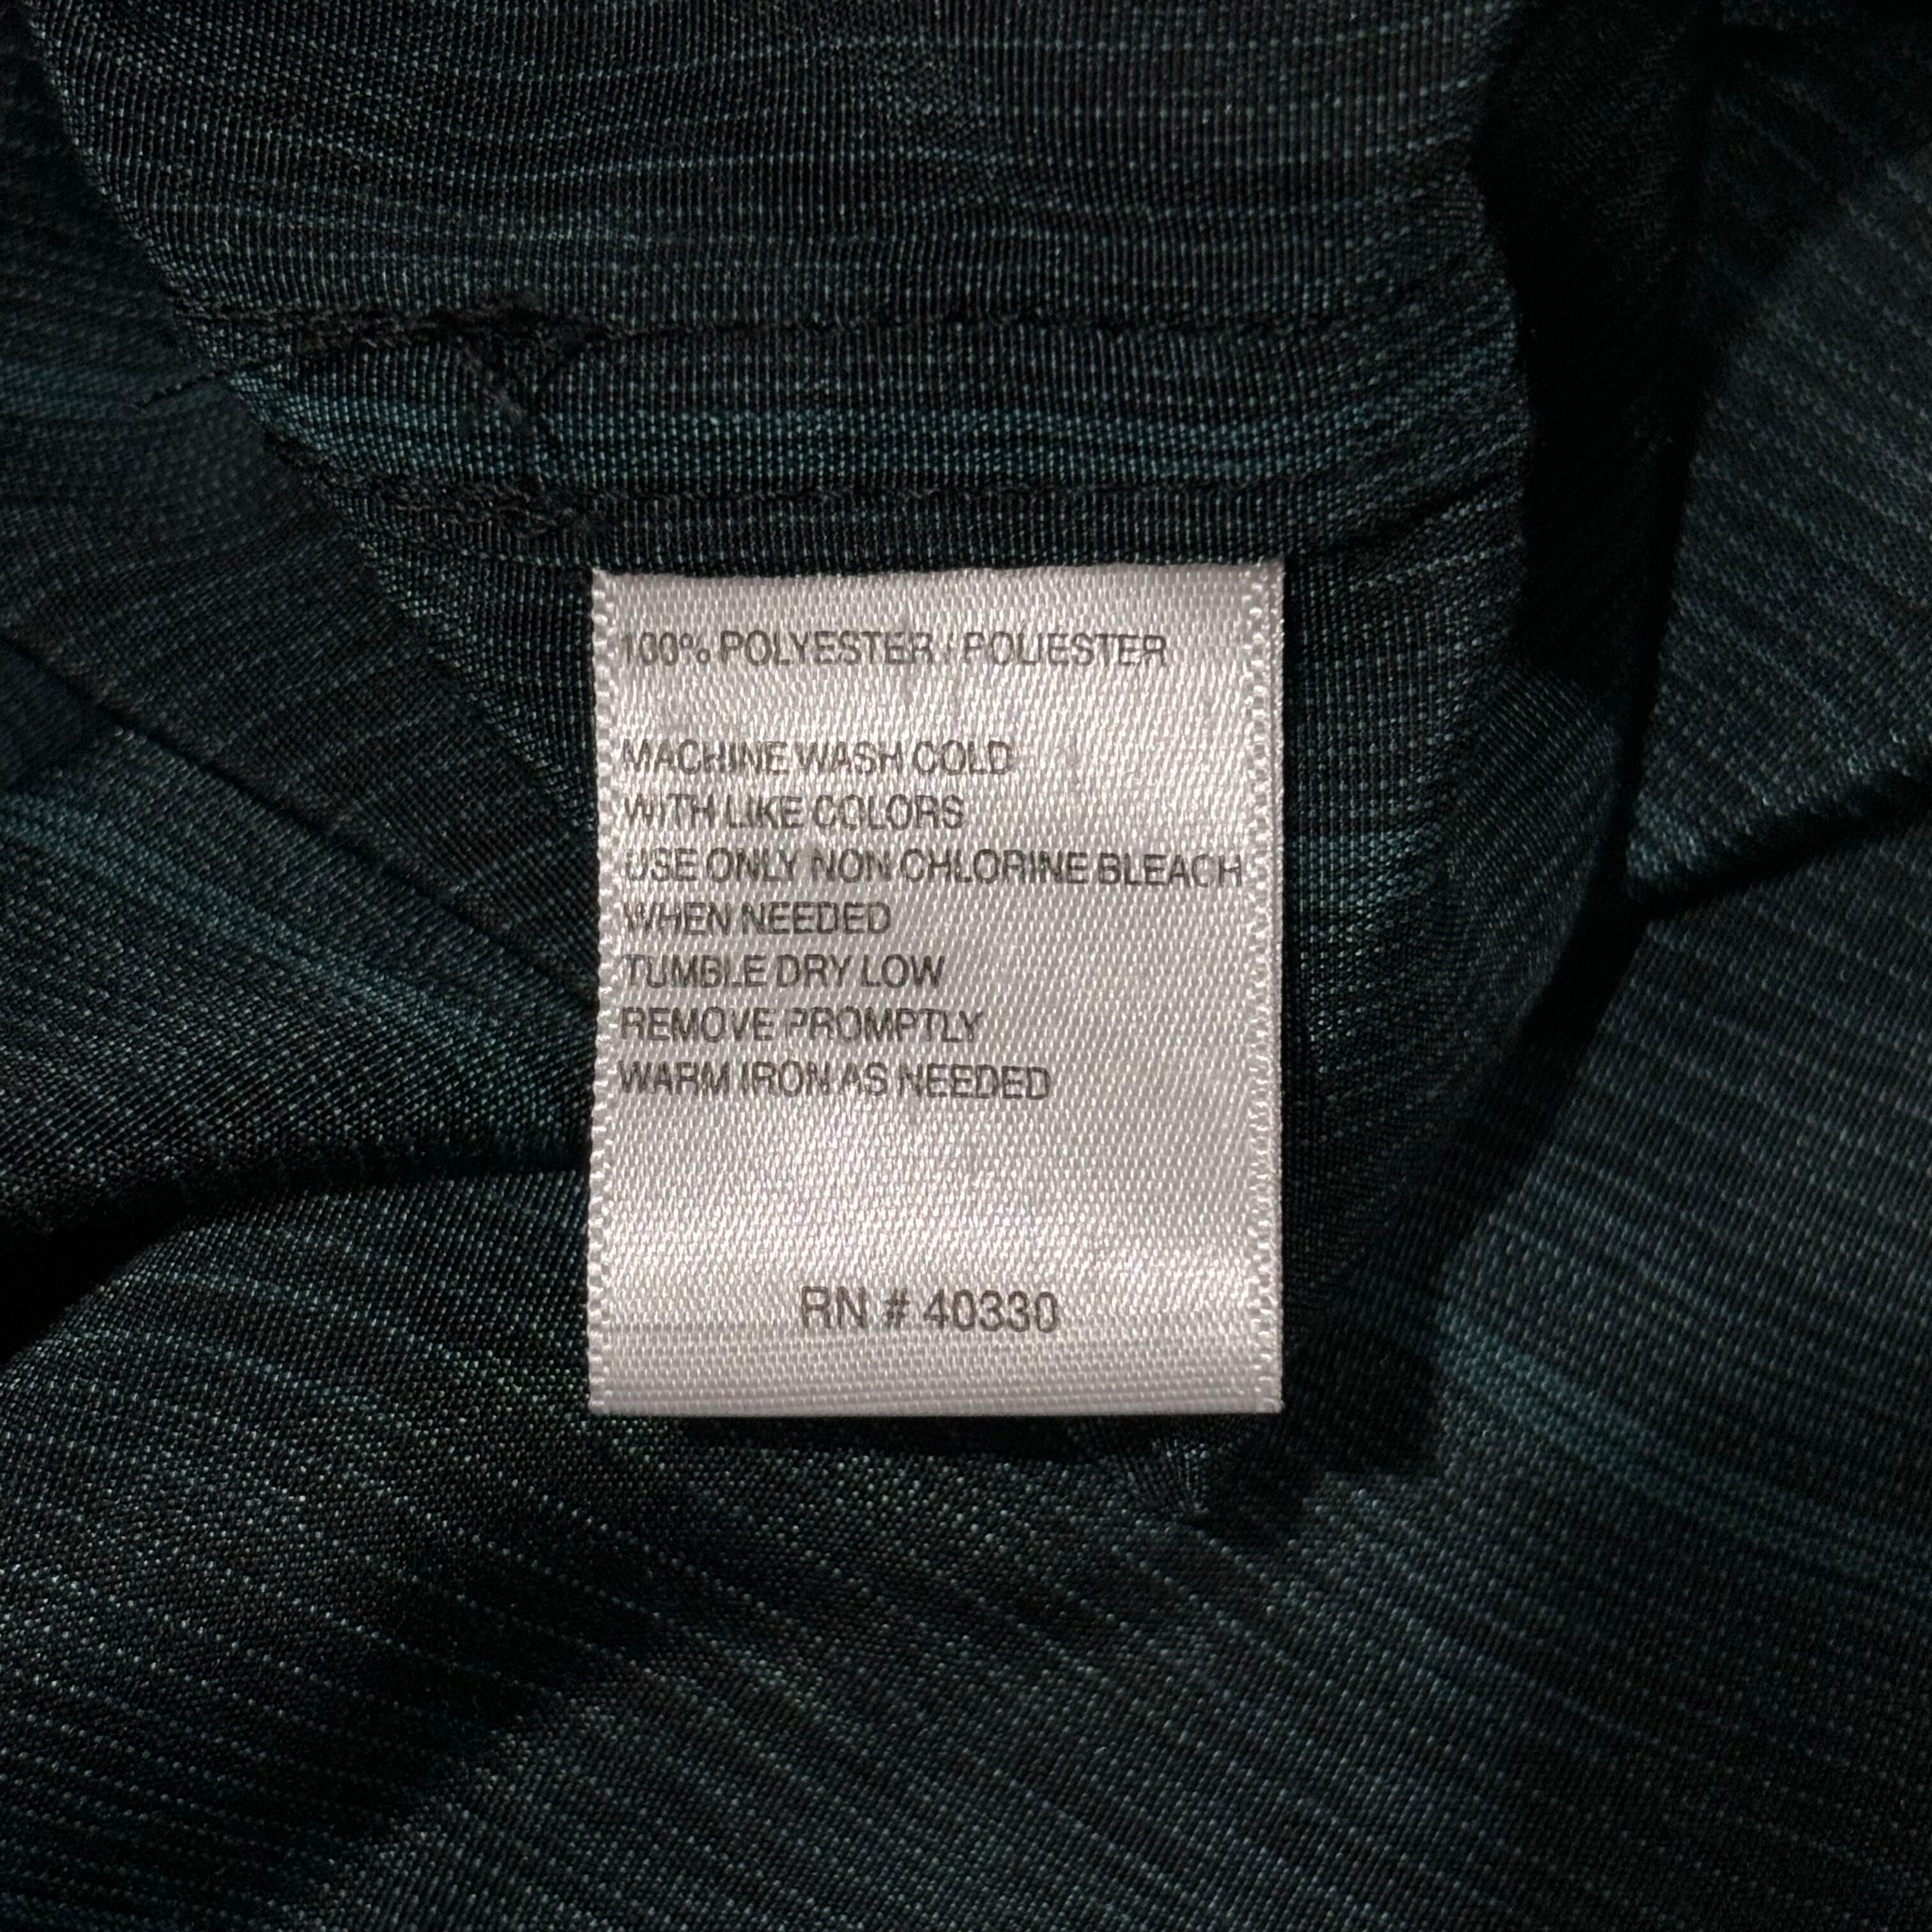 100% POLYESTER / POLIESTER
MACHINE WASH COLD
WITH LIKE COLORS
USE ONLY NON CHLORINE BLEACH
WHEN NEEDED
TUMBLE DRY LOW
REMOVE PROMPTLY
WARM IRON AS NEEDED
RN # 40330